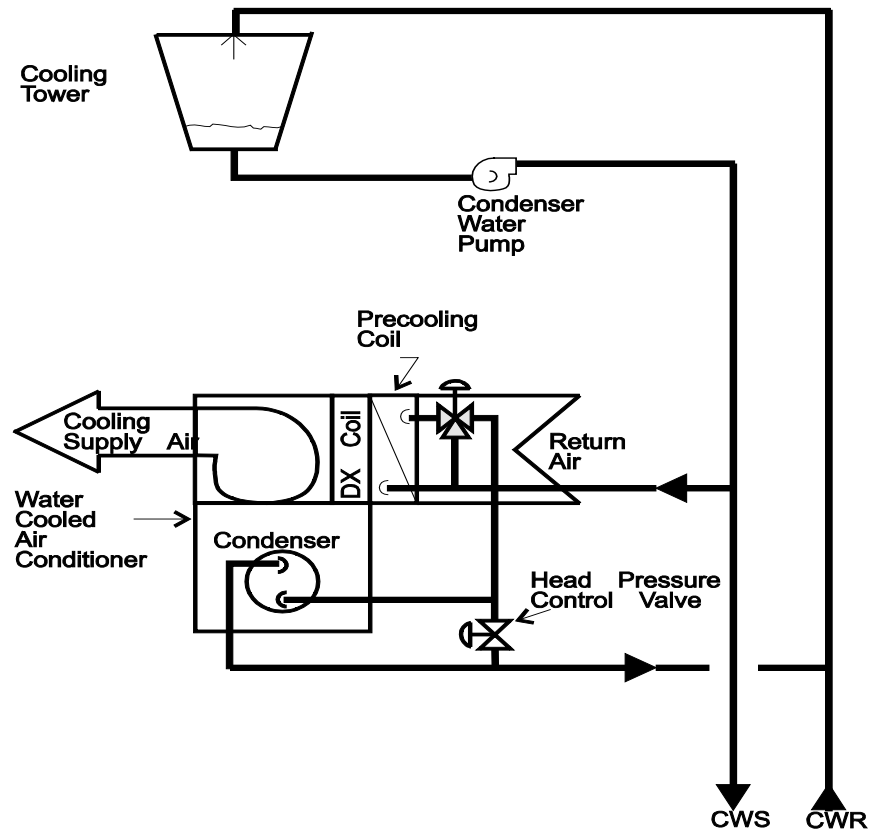 Cooling
Tower
Condenser
Water
Pump
Precooling
Coil
Cooling
Supply Air
DX Coil
Return
Air
Water
Cooled
Air
Conditioner
Condenser
Head Pressure
Control Valve
CWS
CWR